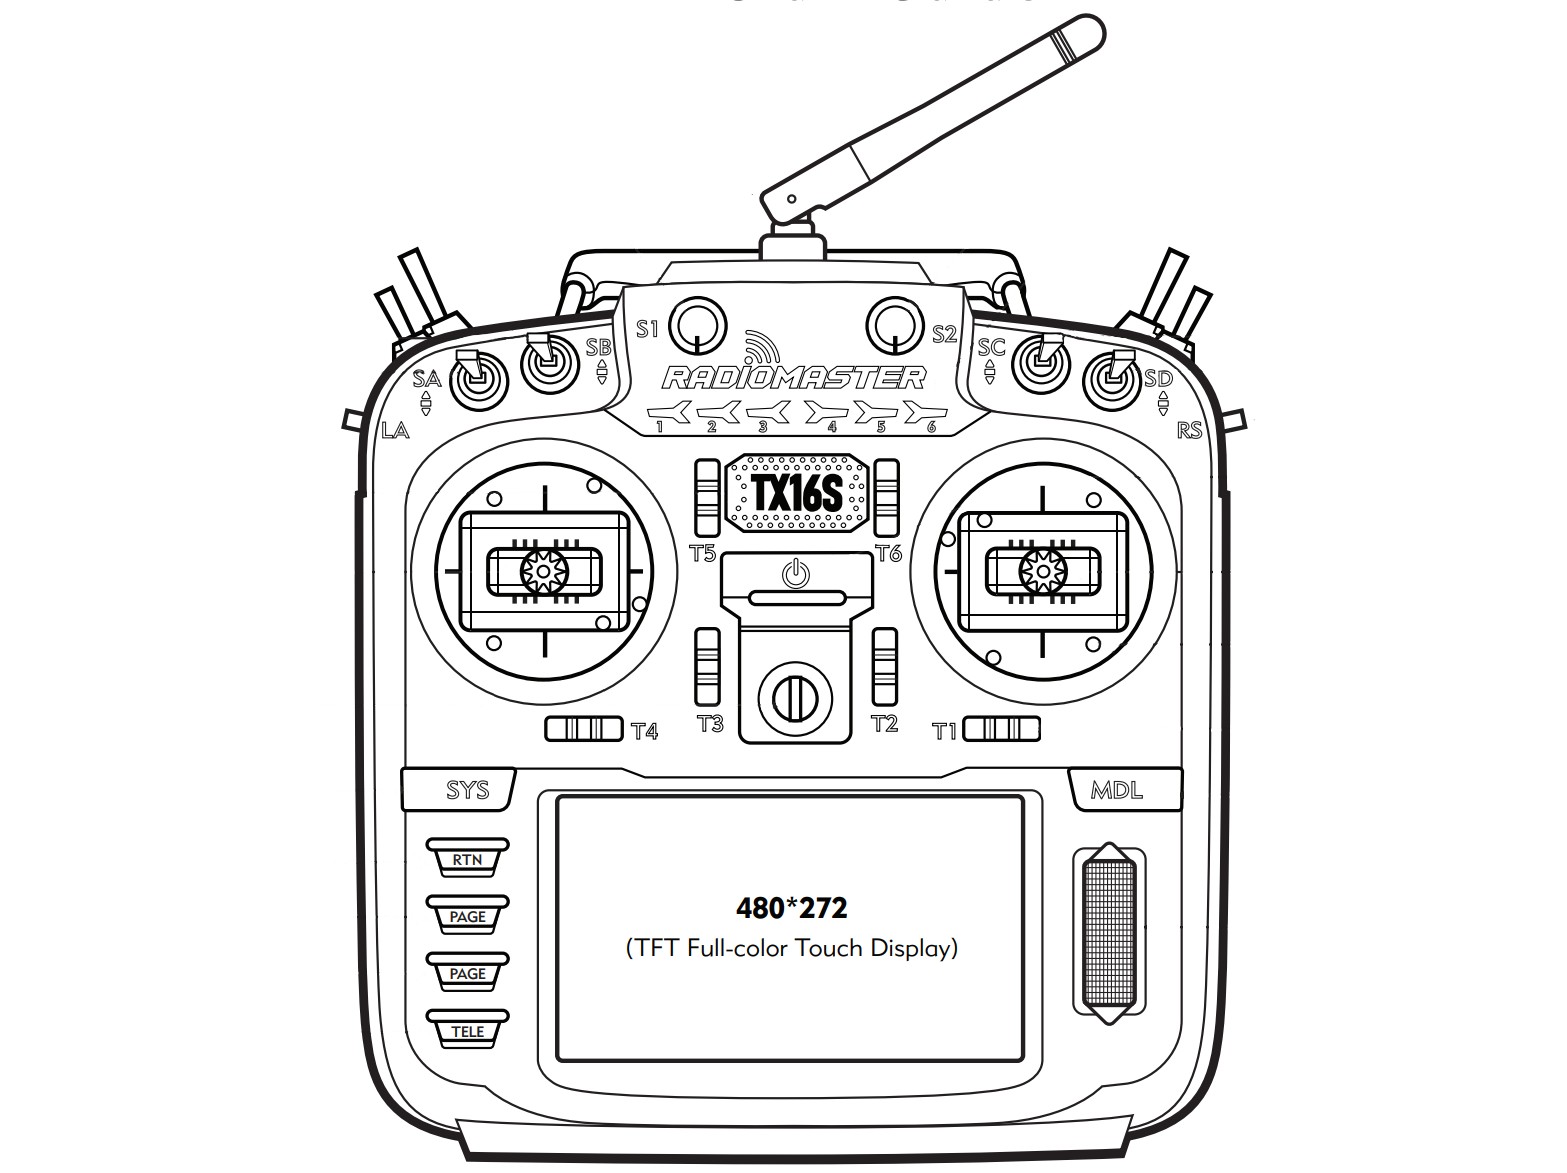 S1
S2
SB
SC
SA
SD
RADIOMASTER
LA
RS
1 2 3 4 5 6
TX16S
T5
T6
T3
T2
T4
T1
SYS
MDL
RTN
PAGE
PAGE
TELE
480*272
(TFT Full-color Touch Display)